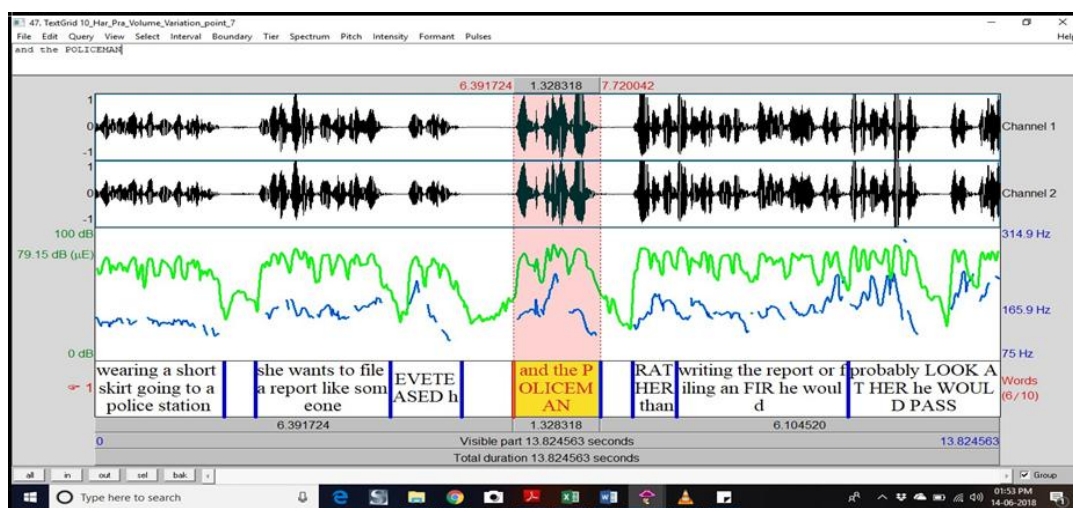 47. TextGrid 10_Har_Pra_Volume_Variation_point_7
File Edit Query View Select Interval Boundary Tier Spectrum Pitch Intensity Formant Pulses Help
and the POLICEMAN
6.391724 1.328318 7.720042
1
0
-1
Channel 1
1
0
-1
Channel 2
100 dB 314.9 Hz
79.15 dB (µE)
165.9 Hz
0 dB 75 Hz
wearing a short
skirt going to a
police station
she wants to file
a report like som
eone
EVETE
ASED h
and the P
OLICEM
AN
RAT
HER
than
writing the report or f
iling an FIR he woul
d
probably LOOK A
T HER he WOUL
D PASS
1
Words
(6/10)
6.391724 1.328318 6.104520
0 Visible part 13.824563 seconds 13.824563
Total duration 13.824563 seconds
all in out sel bak Group
Type here to search
01:53 PM
14-06-2018